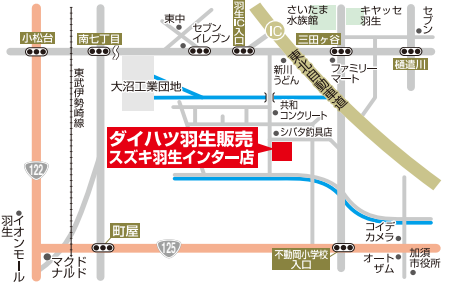 小松台
南七丁目
東中
セブン
イレブン
羽生
IC入口
IC
さいたま
水族館
キヤッセ
羽生
セブン
三田ヶ谷
樋遣川
東武伊勢崎線
大沼工業団地
新川
うどん
ファミリー
マート
東北自動車道
共和
コンクリート
シバタ釣具店
ダイハツ羽生販売
スズキ羽生インター店
122
イオンモール
羽生
町屋
マクド
ナルド
125
不動岡小学校
入口
コイデ
カメラ
オート
ザム
加須
市役所